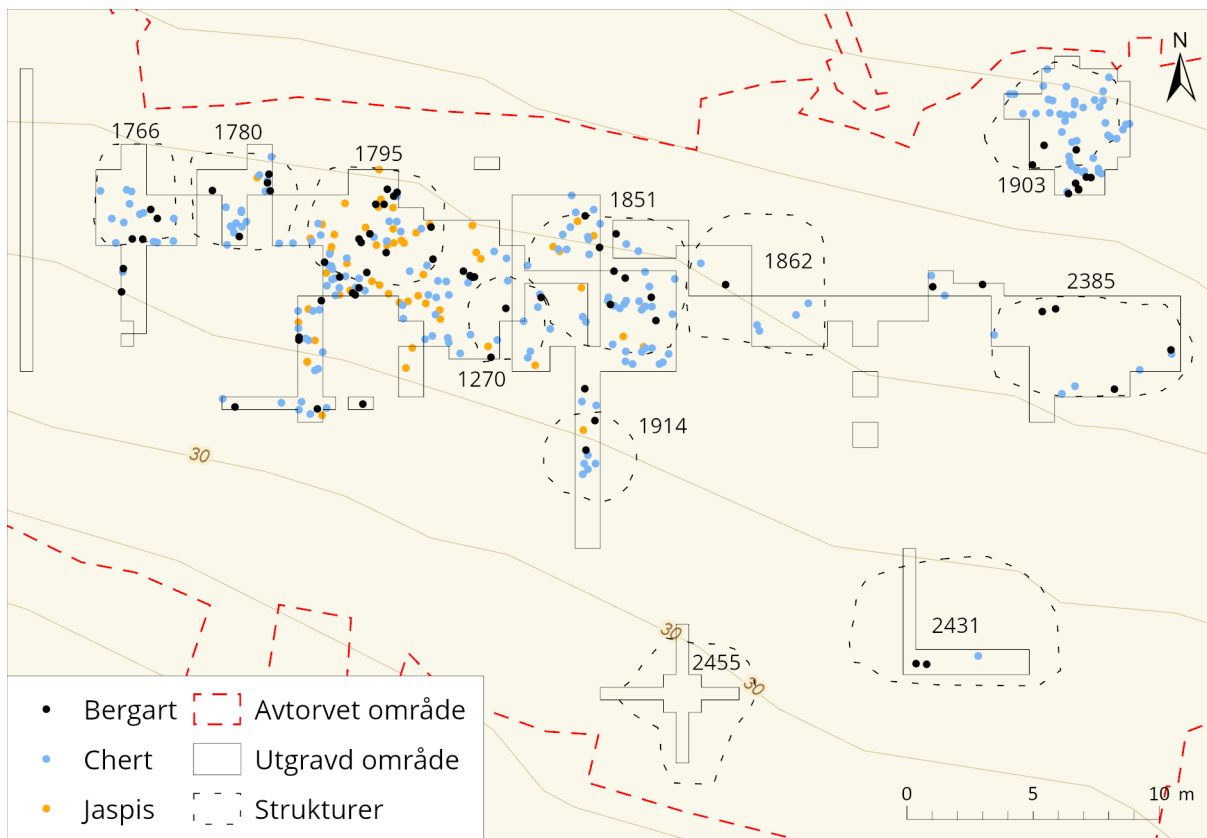 N
1766
1780
1795
1903
1851
1862
2385
1270
1914
30
2431
30
2455
30
Bergart
Avtorvet område
Chert
Utgravd område
Jaspis
Strukturer
0
5
10 m